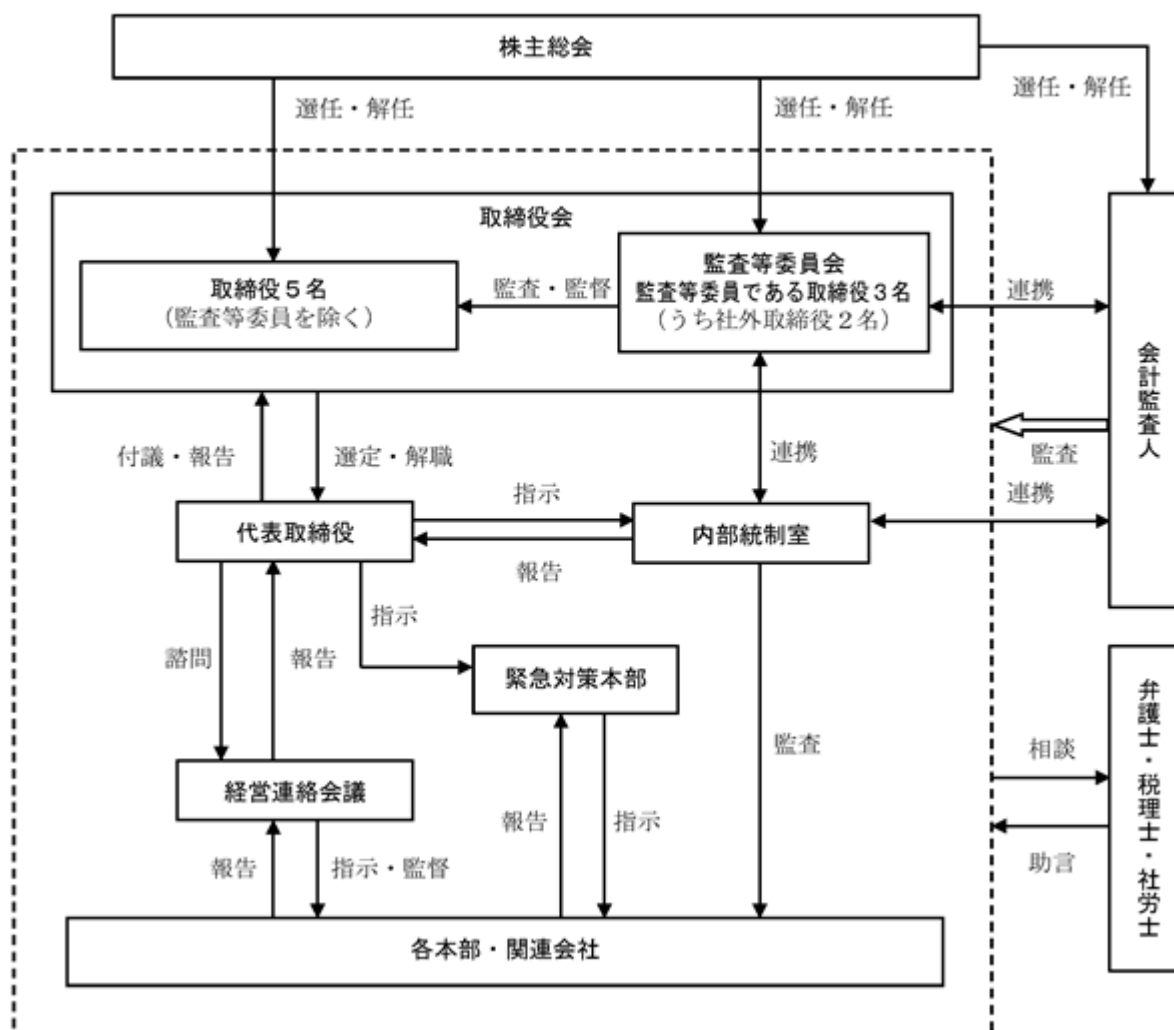 株主総会
選任・解任
選任・解任
選任・解任
取締役会
取締役5名
（監査等委員を除く）
監査・監督
監査等委員会
監査等委員である取締役3名
（うち社外取締役2名）
連携
会計監査人
監査
連携
付議・報告
選定・解職
連携
代表取締役
指示
報告
内部統制室
諮問
報告
指示
緊急対策本部
監査
経営連絡会議
報告
指示
報告
指示・監督
各本部・関連会社
相談
助言
弁護士・税理士・社労士